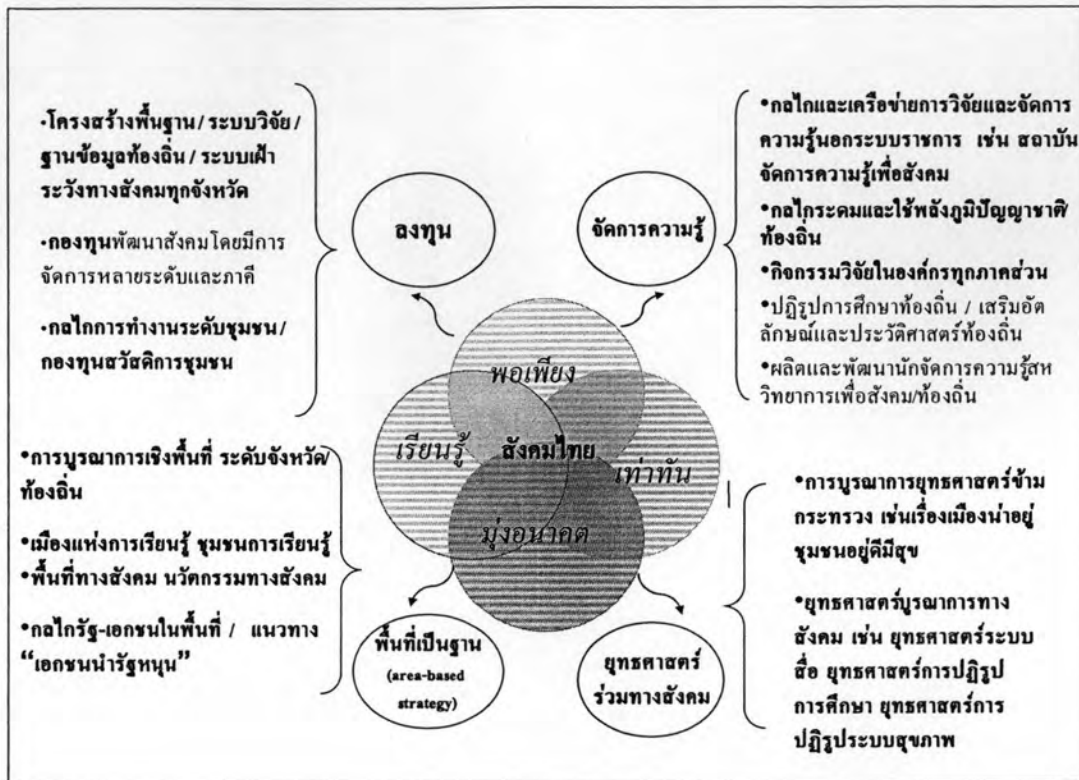 ·โครงสร้างพื้นฐาน/ ระบบวิจัย/
ฐานข้อมูลท้องถิ่น/ ระบบเฝ้า
ระวังทางสังคมทุกจังหวัด
·กองทุนพัฒนาสังคมโดยมีการ
จัดการหลายระดับและภาคี
·กลไกการทำงานระดับชุมชน/
กองทุนสวัสดิการชุมชน
ลงทุน
จัดการความรู้
•กลไกและเครือข่ายการวิจัยและจัดการ
ความรู้นอกระบบราชการ เช่น สถาบัน
จัดการความรู้เพื่อสังคม
•กลไกระดมและใช้พลังภูมิปัญญาชาติ/
ท้องถิ่น
•กิจกรรมวิจัยในองค์กรทุกภาคส่วน
•ปฏิรูปการศึกษาท้องถิ่น / เสริมอัต
ลักษณ์และประวัติศาสตร์ท้องถิ่น
•ผลิตและพัฒนานักจัดการความรู้สห
วิทยาการเพื่อสังคม/ท้องถิ่น
พอเพียง
เรียนรู้
สังคมไทย
เท่าทัน
มุ่งอนาคต
•การบูรณาการเชิงพื้นที่ ระดับจังหวัด/
ท้องถิ่น
•เมืองแห่งการเรียนรู้ ชุมชนการเรียนรู้
•พื้นที่ทางสังคม นวัตกรรมทางสังคม
•กลไกรัฐ-เอกชนในพื้นที่ / แนวทาง
“เอกชนนำรัฐหนุน”
พื้นที่เป็นฐาน
(area-based
strategy)
ยุทธศาสตร์
ร่วมทางสังคม
•การบูรณาการยุทธศาสตร์ข้าม
กระทรวง เช่นเรื่องเมืองน่าอยู่
ชุมชนอยู่ดีมีสุข
•ยุทธศาสตร์บูรณาการทาง
สังคม เช่น ยุทธศาสตร์ระบบ
สื่อ ยุทธศาสตร์การปฏิรูป
การศึกษา ยุทธศาสตร์การ
ปฏิรูประบบสุขภาพ